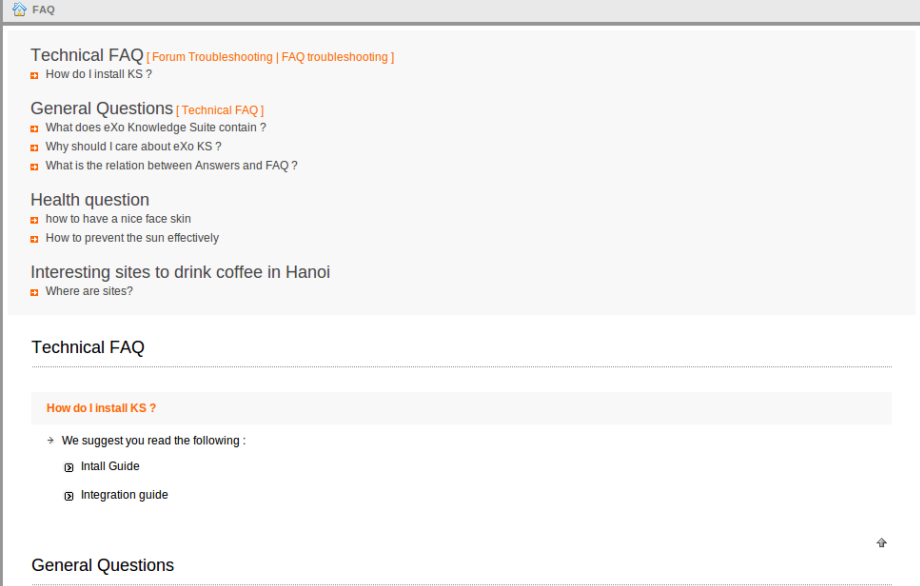 FAQ
Technical FAQ [ Forum Troubleshooting | FAQ troubleshooting ]
How do I install KS ?
General Questions [ Technical FAQ ]
What does eXo Knowledge Suite contain ?
Why should I care about eXo KS ?
What is the relation between Answers and FAQ ?
Health question
how to have a nice face skin
How to prevent the sun effectively
Interesting sites to drink coffee in Hanoi
Where are sites?
Technical FAQ
How do I install KS ?
We suggest you read the following :
Intall Guide
Integration guide
General Questions